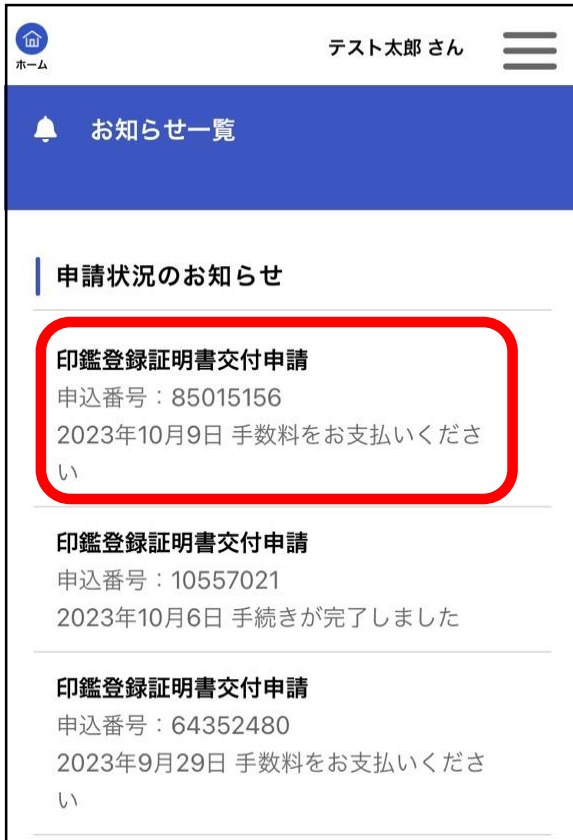 ホーム
テスト太郎 さん
お知らせ一覧
申請状況のお知らせ
印鑑登録証明書交付申請
申込番号：85015156
2023年10月9日 手数料をお支払いくださ
い
印鑑登録証明書交付申請
申込番号：10557021
2023年10月6日 手続きが完了しました
印鑑登録証明書交付申請
申込番号：64352480
2023年9月29日 手数料をお支払いくださ
い